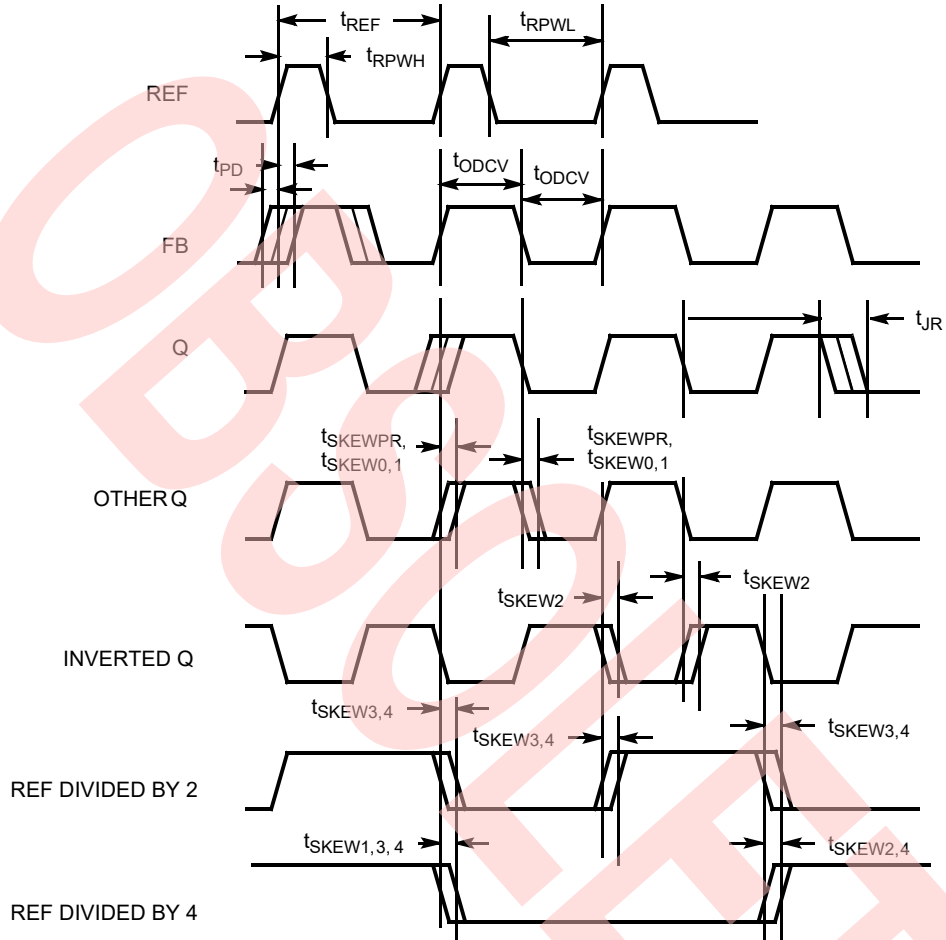 tREF
tRPWL
tRPWH
REF
tPD
tODCV
tODCV
FB
Q
tJR
tSKEWPR,
tSKEW0,1
tSKEWPR,
tSKEW0,1
OTHER Q
tSKEW2
tSKEW2
INVERTED Q
tSKEW3,4
tSKEW3,4
tSKEW3,4
REF DIVIDED BY 2
tSKEW1,3,4
tSKEW2,4
REF DIVIDED BY 4
OBSOLET